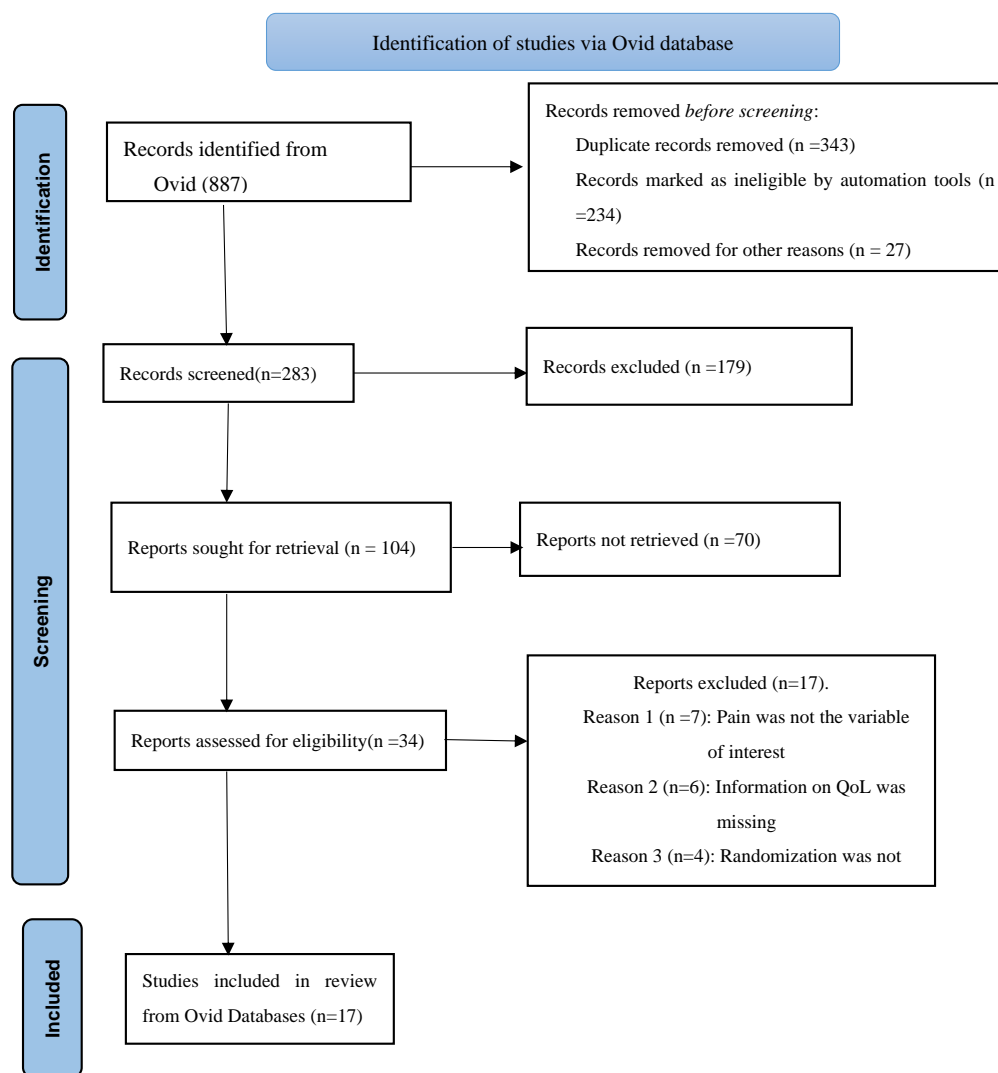 Identification of studies via Ovid database
Identification
Records identified from
Ovid (887)
Records removed before screening:
Duplicate records removed (n =343)
Records marked as ineligible by automation tools (n
=234)
Records removed for other reasons (n = 27)
Screening
Records screened(n=283)
Records excluded (n =179)
Reports sought for retrieval (n = 104)
Reports not retrieved (n =70)
Reports assessed for eligibility(n =34)
Reports excluded (n=17).
Reason 1 (n =7): Pain was not the variable
of interest
Reason 2 (n=6): Information on QoL was
missing
Reason 3 (n=4): Randomization was not
Included
Studies included in review
from Ovid Databases (n=17)